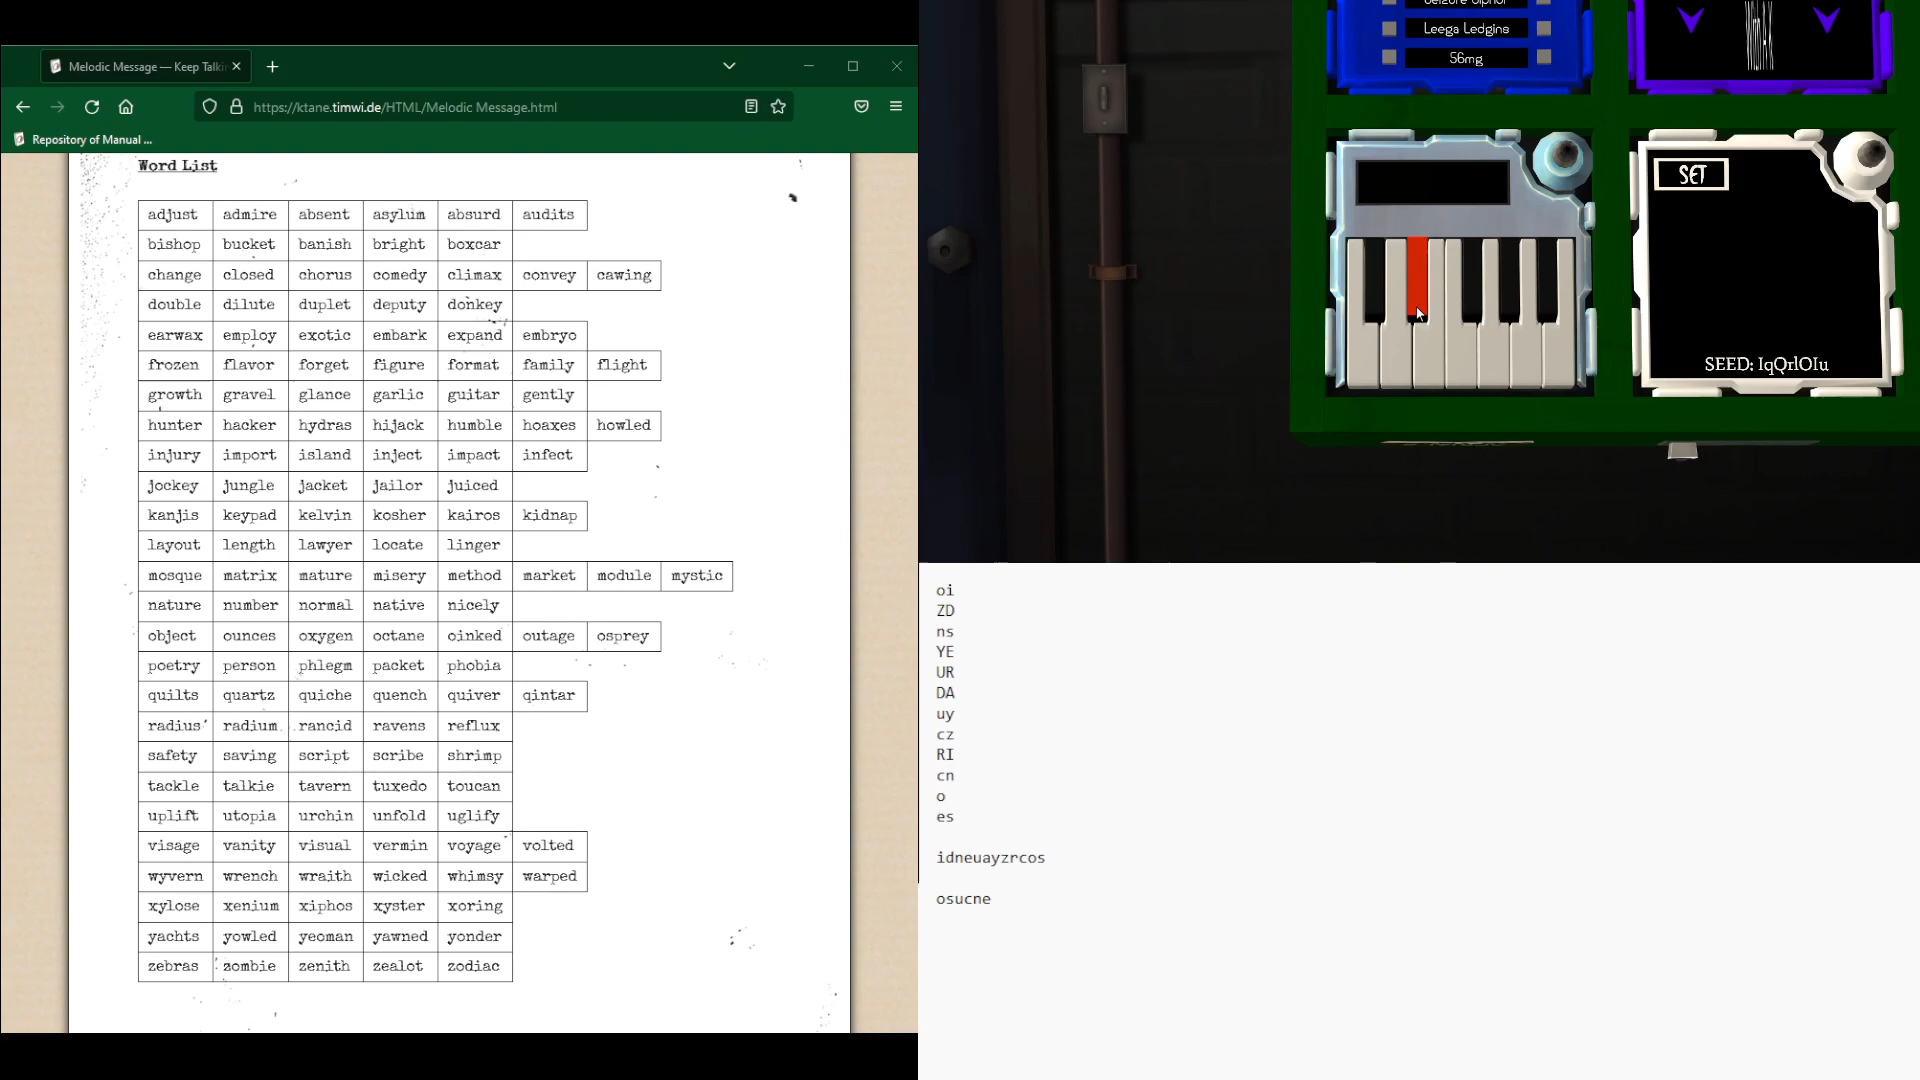 Melodic Message — Keep Talki
https://ktane.timwi.de/HTML/Melodic Message.html
Repository of Manual ...
Word List
adjust admire absent asylum absurd audits
bishop bucket banish bright boxcar
change closed chorus comedy climax convey cawing
double dilute duplet deputy donkey
earwax employ exotic embark expand embryo
frozen flavor forget figure format family flight
growth gravel glance garlic guitar gently
hunter hacker hydras hijack humble hoaxes howled
injury import island inject impact infect
jockey jungle jacket jailor juiced
kanjis keypad kelvin kosher kairos kidnap
layout length lawyer locate linger
mosque matrix mature misery method market module mystic
nature number normal native nicely
object ounces oxygen octane oinked outage osprey
poetry person phlegm packet phobia
quilts quartz quiche quench quiver qintar
radius radium rancid ravens reflux
safety saving script scribe shrimp
tackle talkie tavern tuxedo toucan
uplift utopia urchin unfold uglify
visage vanity visual vermin voyage volted
wyvern wrench wraith wicked whimsy warped
xylose xenium xiphos xyster xoring
yachts yowled yeoman yawned yonder
zebras zombie zenith zealot zodiac
Leega Ledgins
56mg
SET
SEED: IqQrlOIu
oi
ZD
ns
YE
UR
DA
uy
cz
RI
cn
o
es
idneuayzrcos
osucne